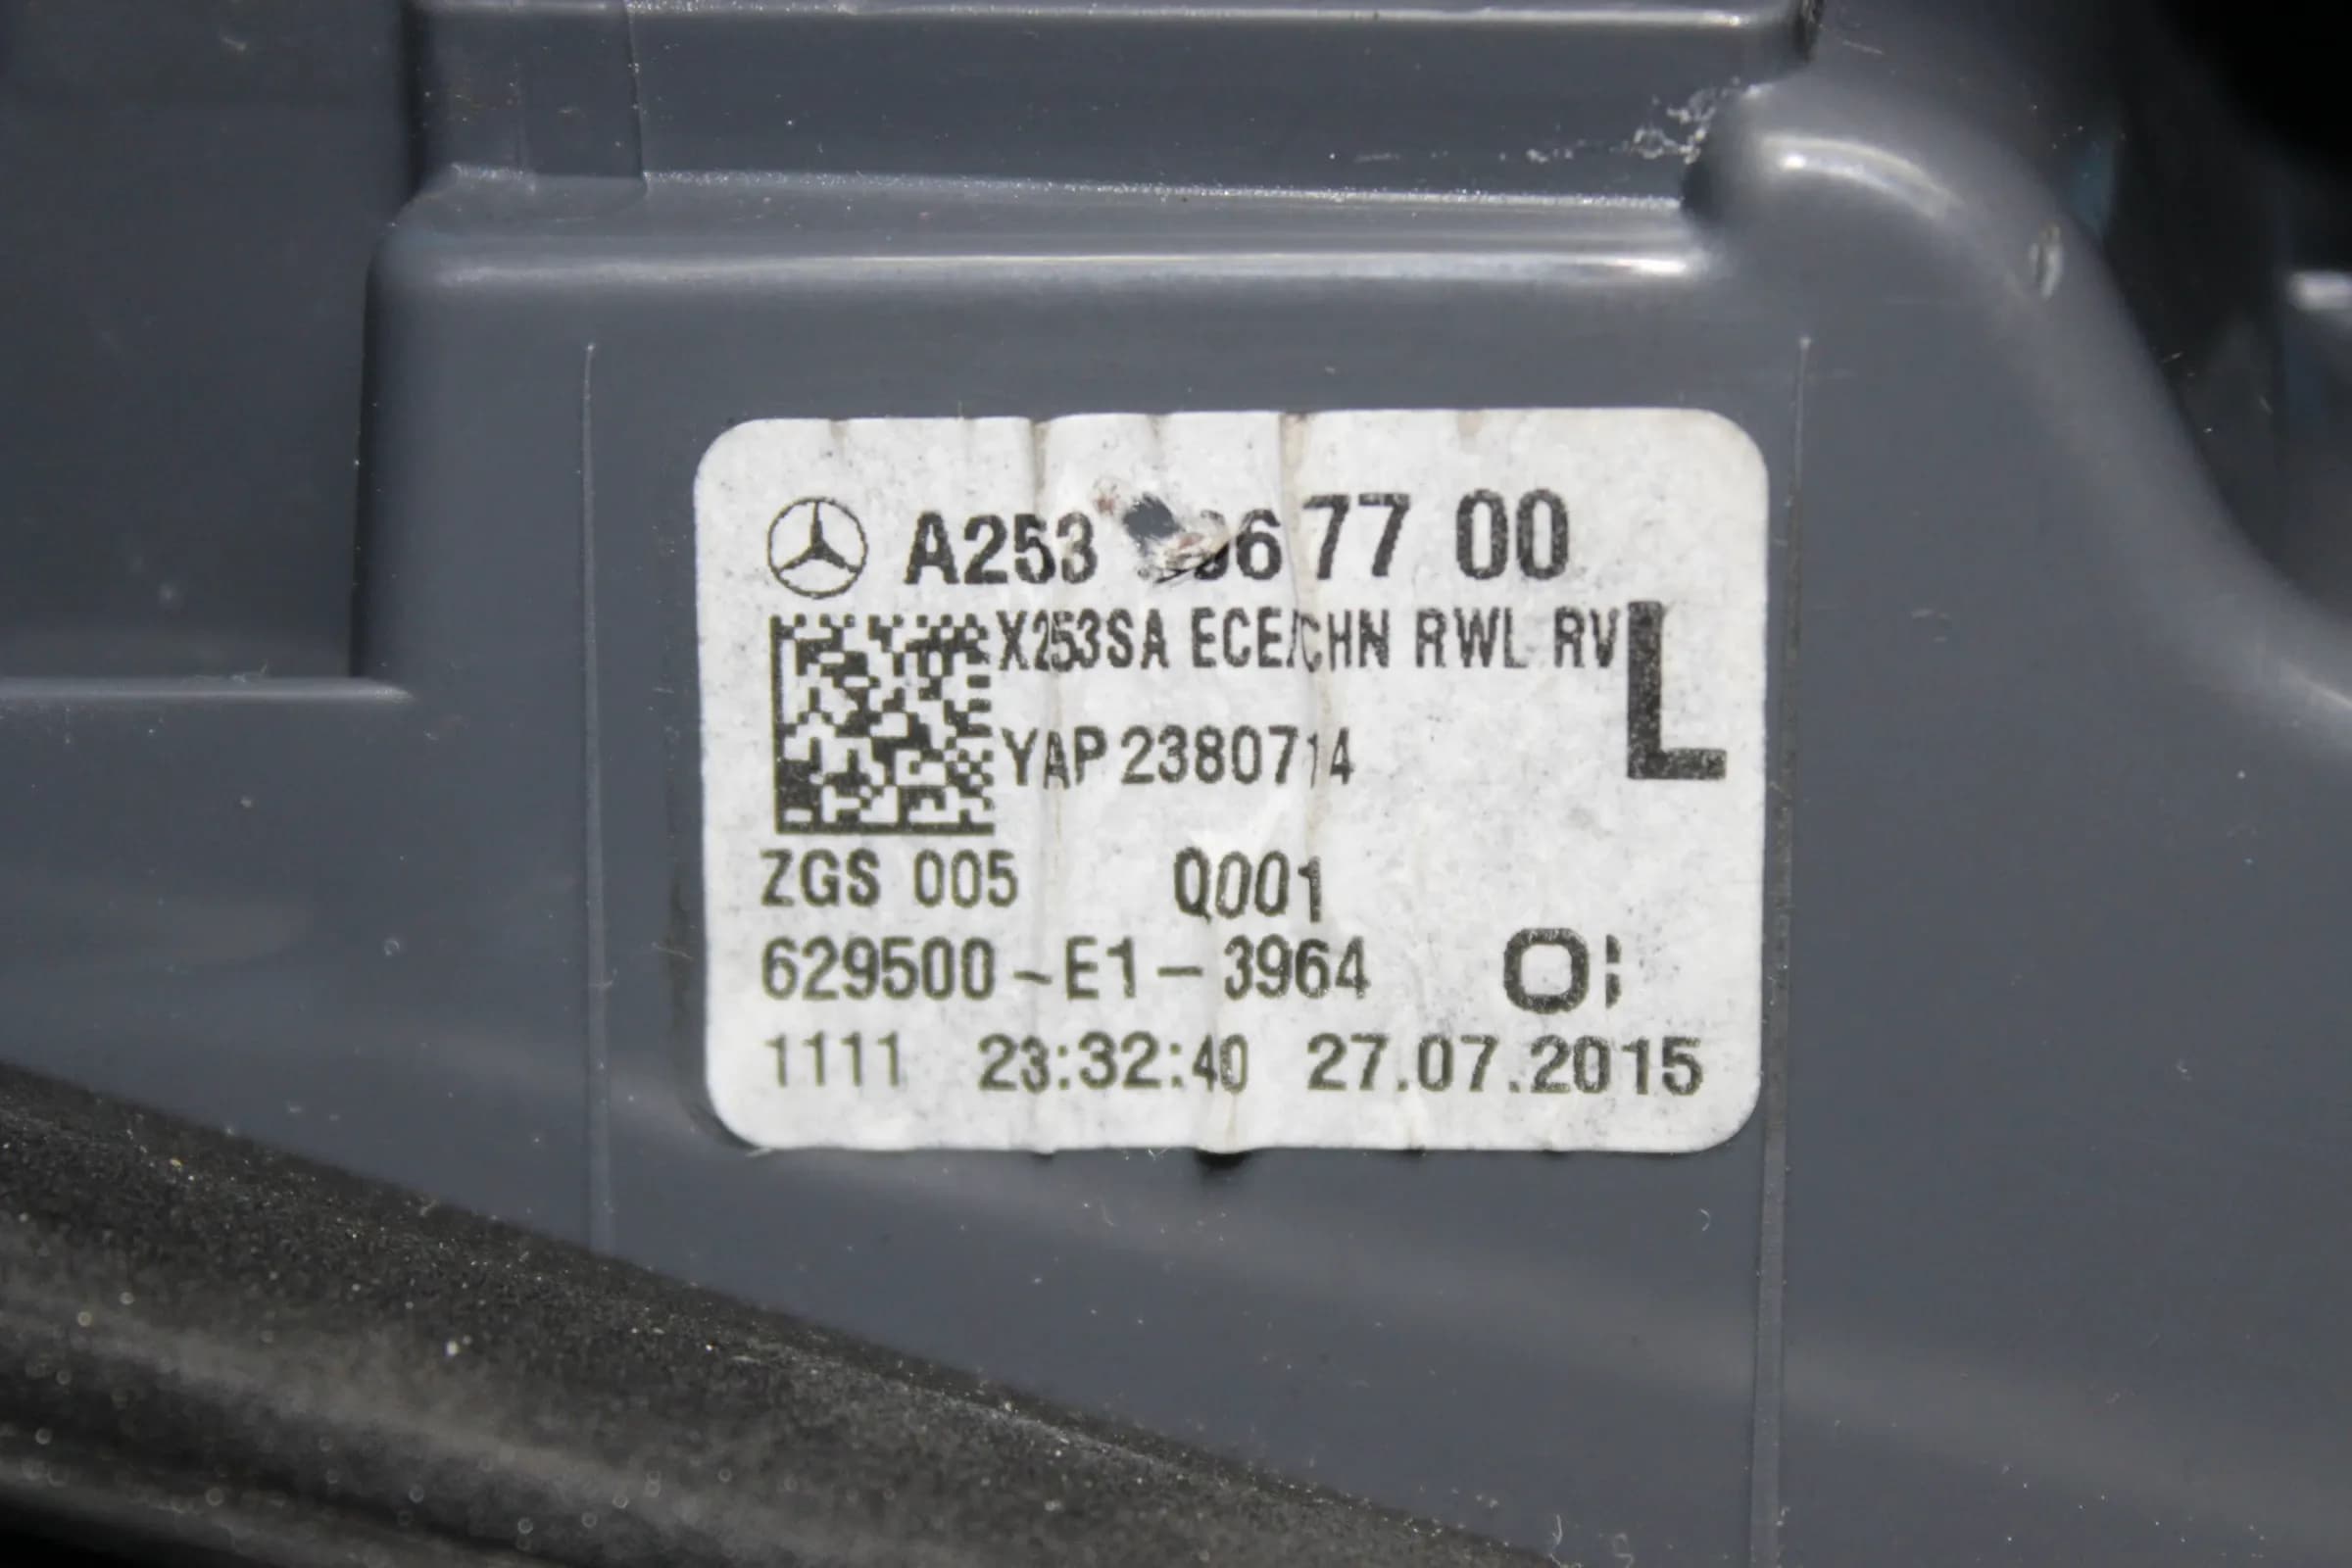 A253 77 00
X253SA ECE/CHN RWL RV L
YAP 2380714
ZGS 005 Q001
629500-E1-3964
1111 23:32:40 27.07.2015